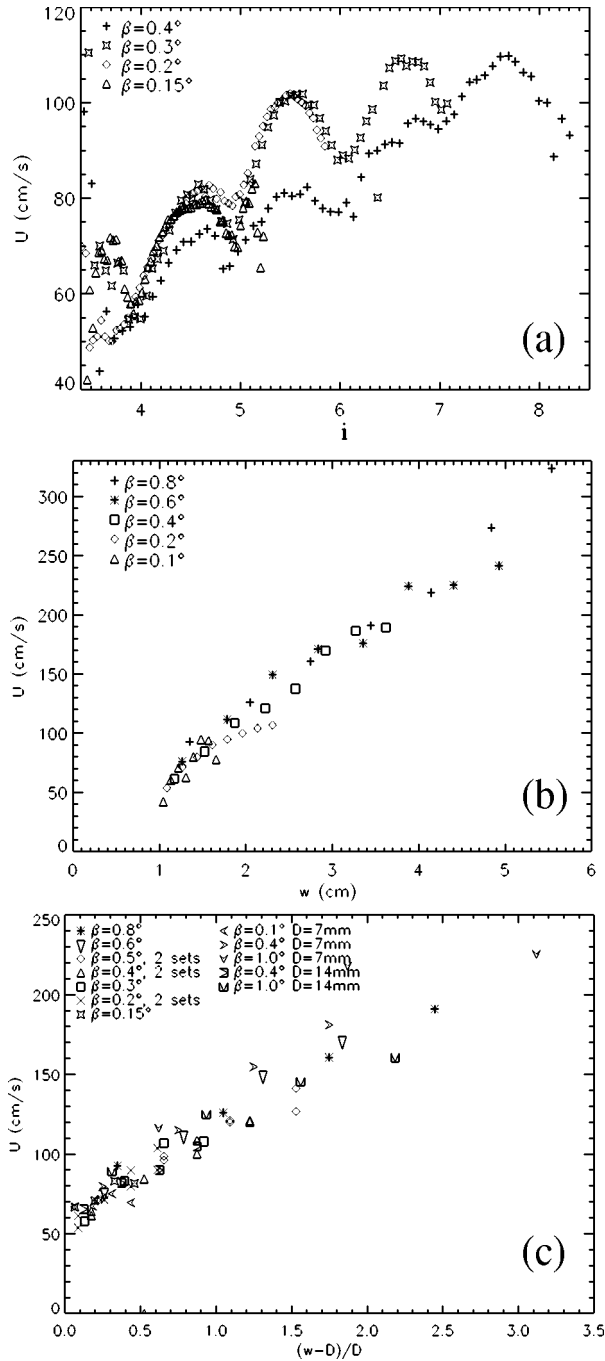 120
100
80
60
40
U (cm/s)
+ β=0.4°
β=0.3°
◇ β=0.2°
△ β=0.15°
(a)
4 5 6 7 8
i
300
250
200
150
100
50
0
U (cm/s)
+ β=0.8°
* β=0.6°
□ β=0.4°
◇ β=0.2°
△ β=0.1°
(b)
0 1 2 3 4 5 6
w (cm)
250
200
150
100
50
0
U (cm/s)
* β=0.8°
▽ β=0.6°
◇ β=0.5°, 2 sets
△ β=0.4°, 2 sets
□ β=0.3°
× β=0.2°, 2 sets
β=0.15°
< β=0.1° D=7mm
> β=0.4° D=7mm
∨ β=1.0° D=7mm
β=0.4° D=14mm
β=1.0° D=14mm
(c)
0.0 0.5 1.0 1.5 2.0 2.5 3.0 3.5
(w-D)/D